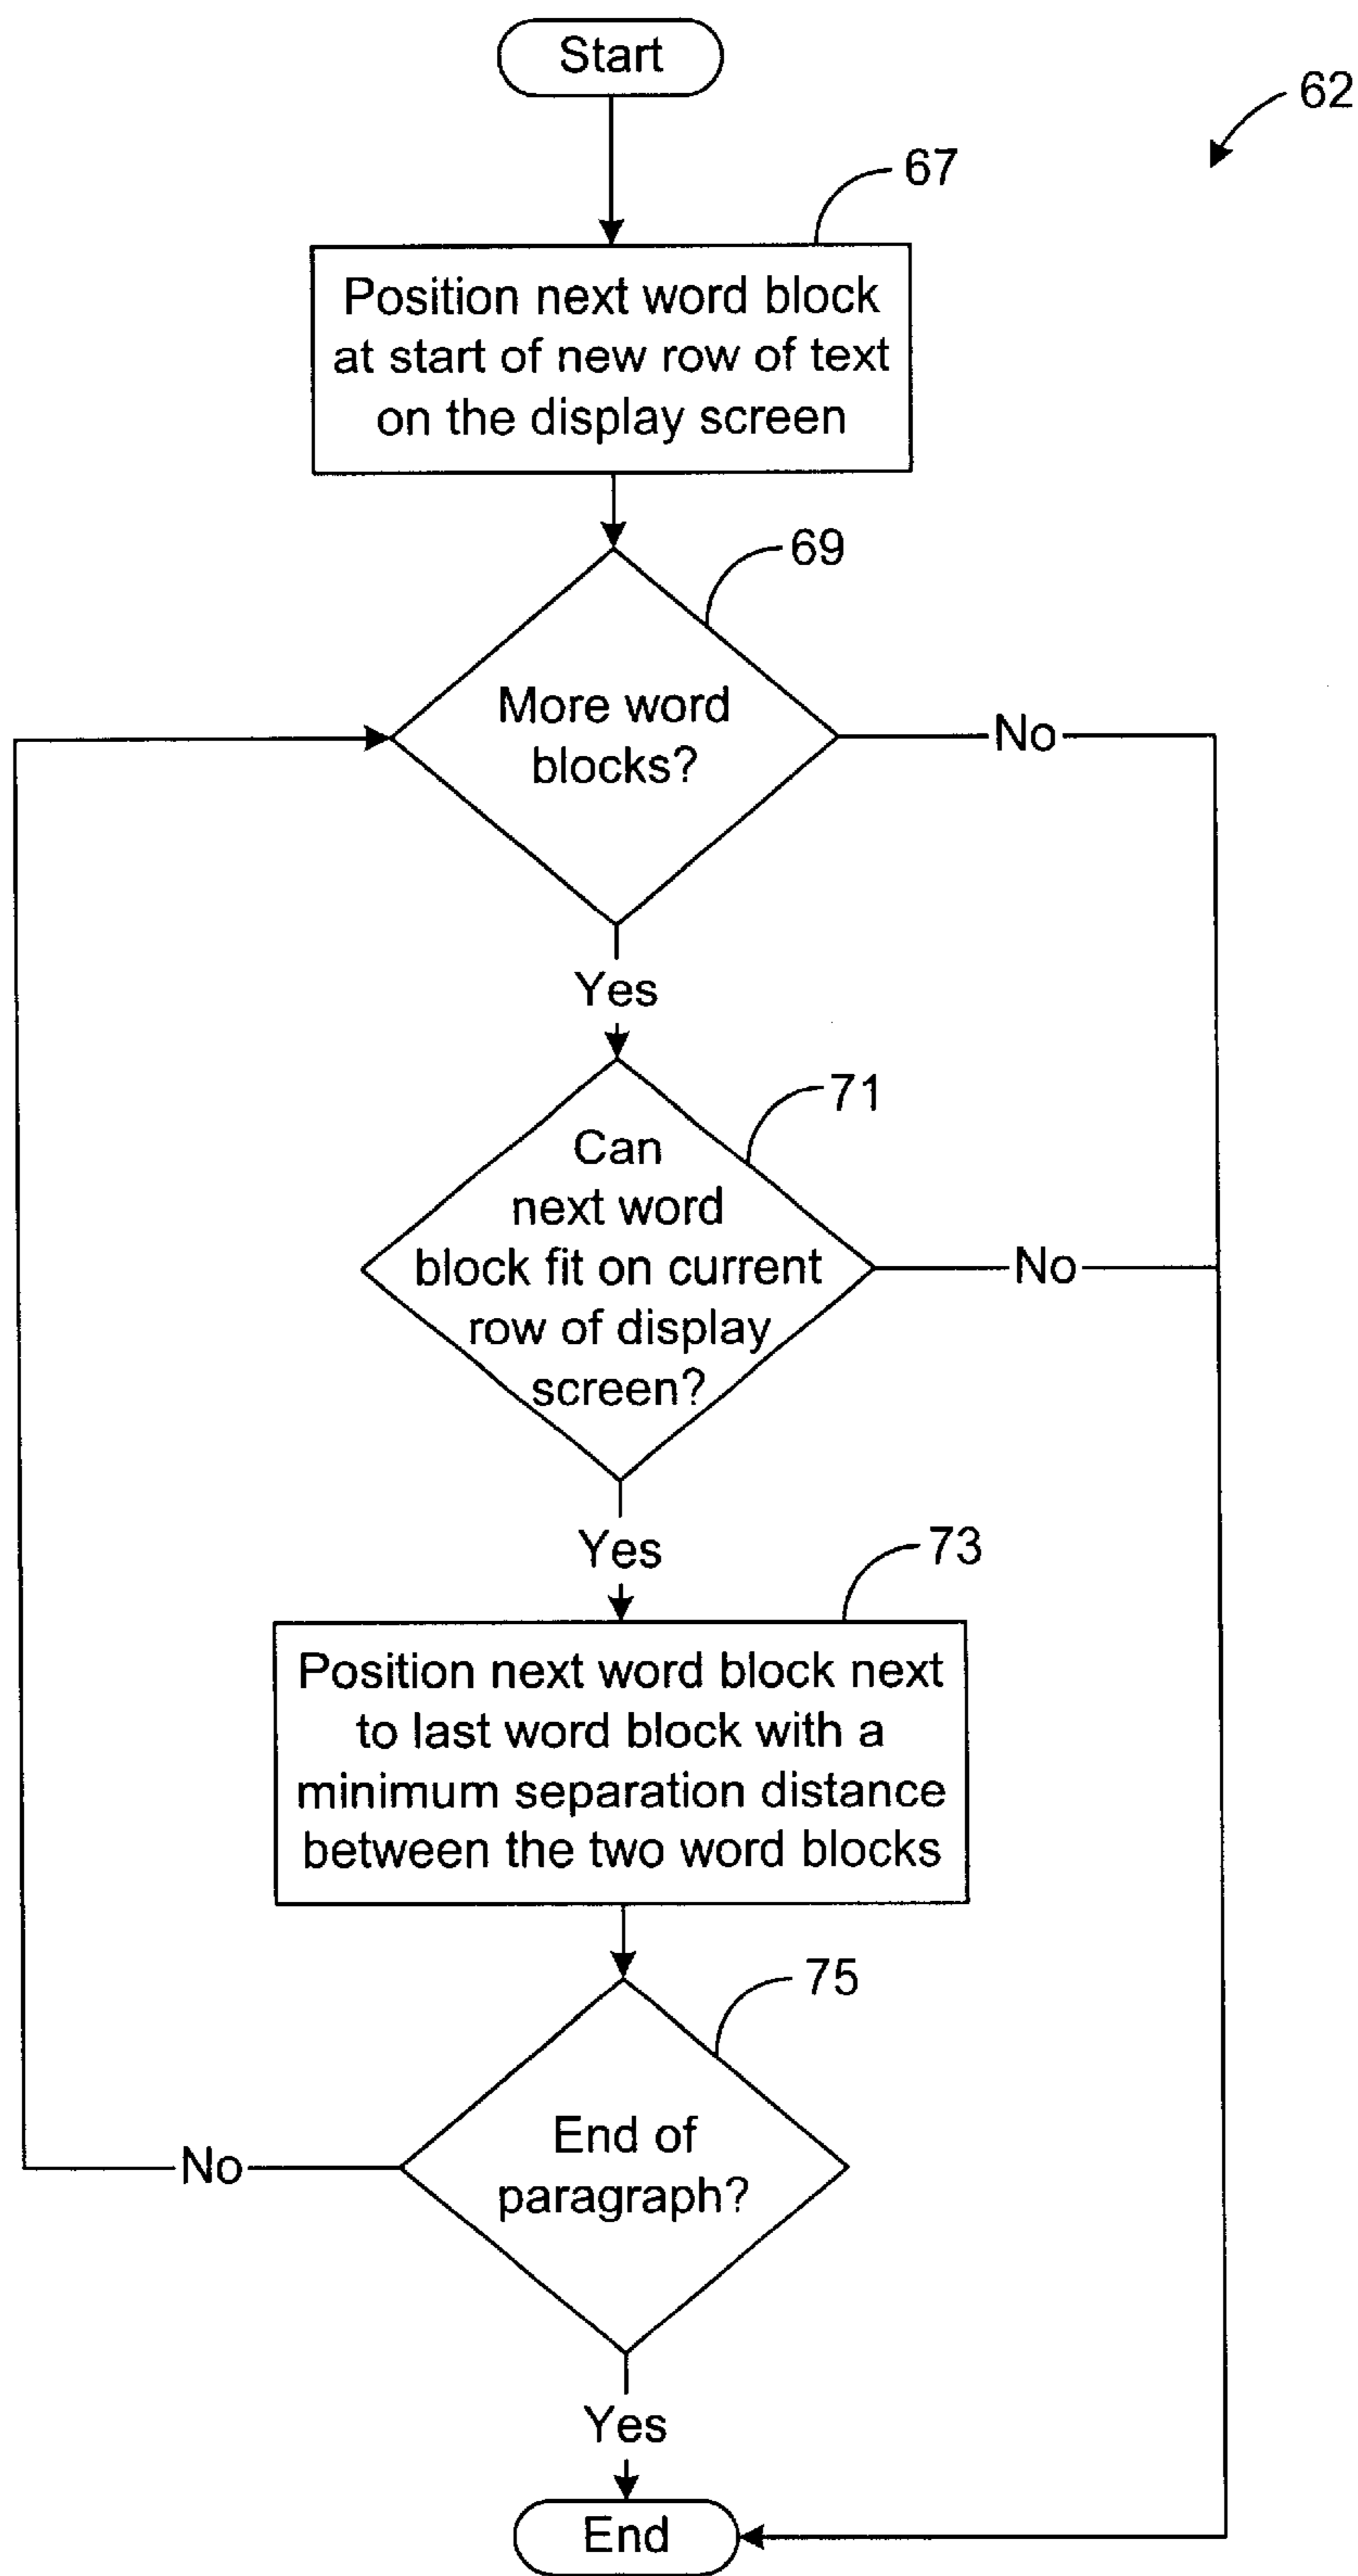 Start
62
67
Position next word block
at start of new row of text
on the display screen
69
More word
blocks?
No
Yes
71
Can
next word
block fit on current
row of display
screen?
No
Yes
73
Position next word block next
to last word block with a
minimum separation distance
between the two word blocks
75
End of
paragraph?
No
Yes
End